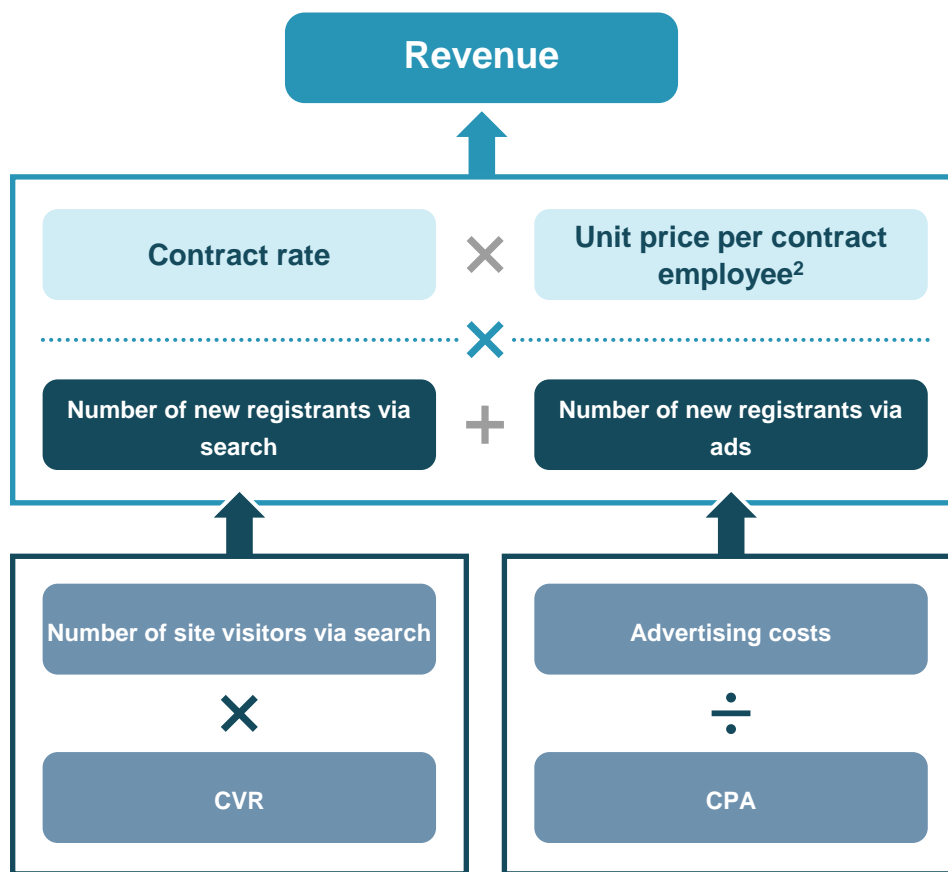 Revenue
Contract rate
×
Unit price per contract
employee²
×
Number of new registrants via
search
+
Number of new registrants via
ads
Number of site visitors via search
×
CVR
Advertising costs
÷
CPA